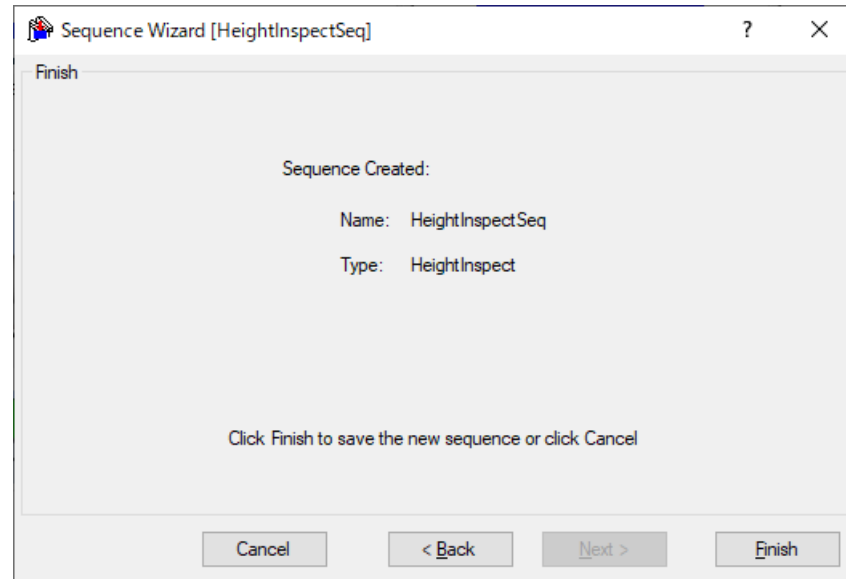 Sequence Wizard [HeightInspectSeq]
?
Finish
Sequence Created:
Name: HeightInspectSeq
Type: HeightInspect
Click Finish to save the new sequence or click Cancel
Cancel < Back Next > Finish